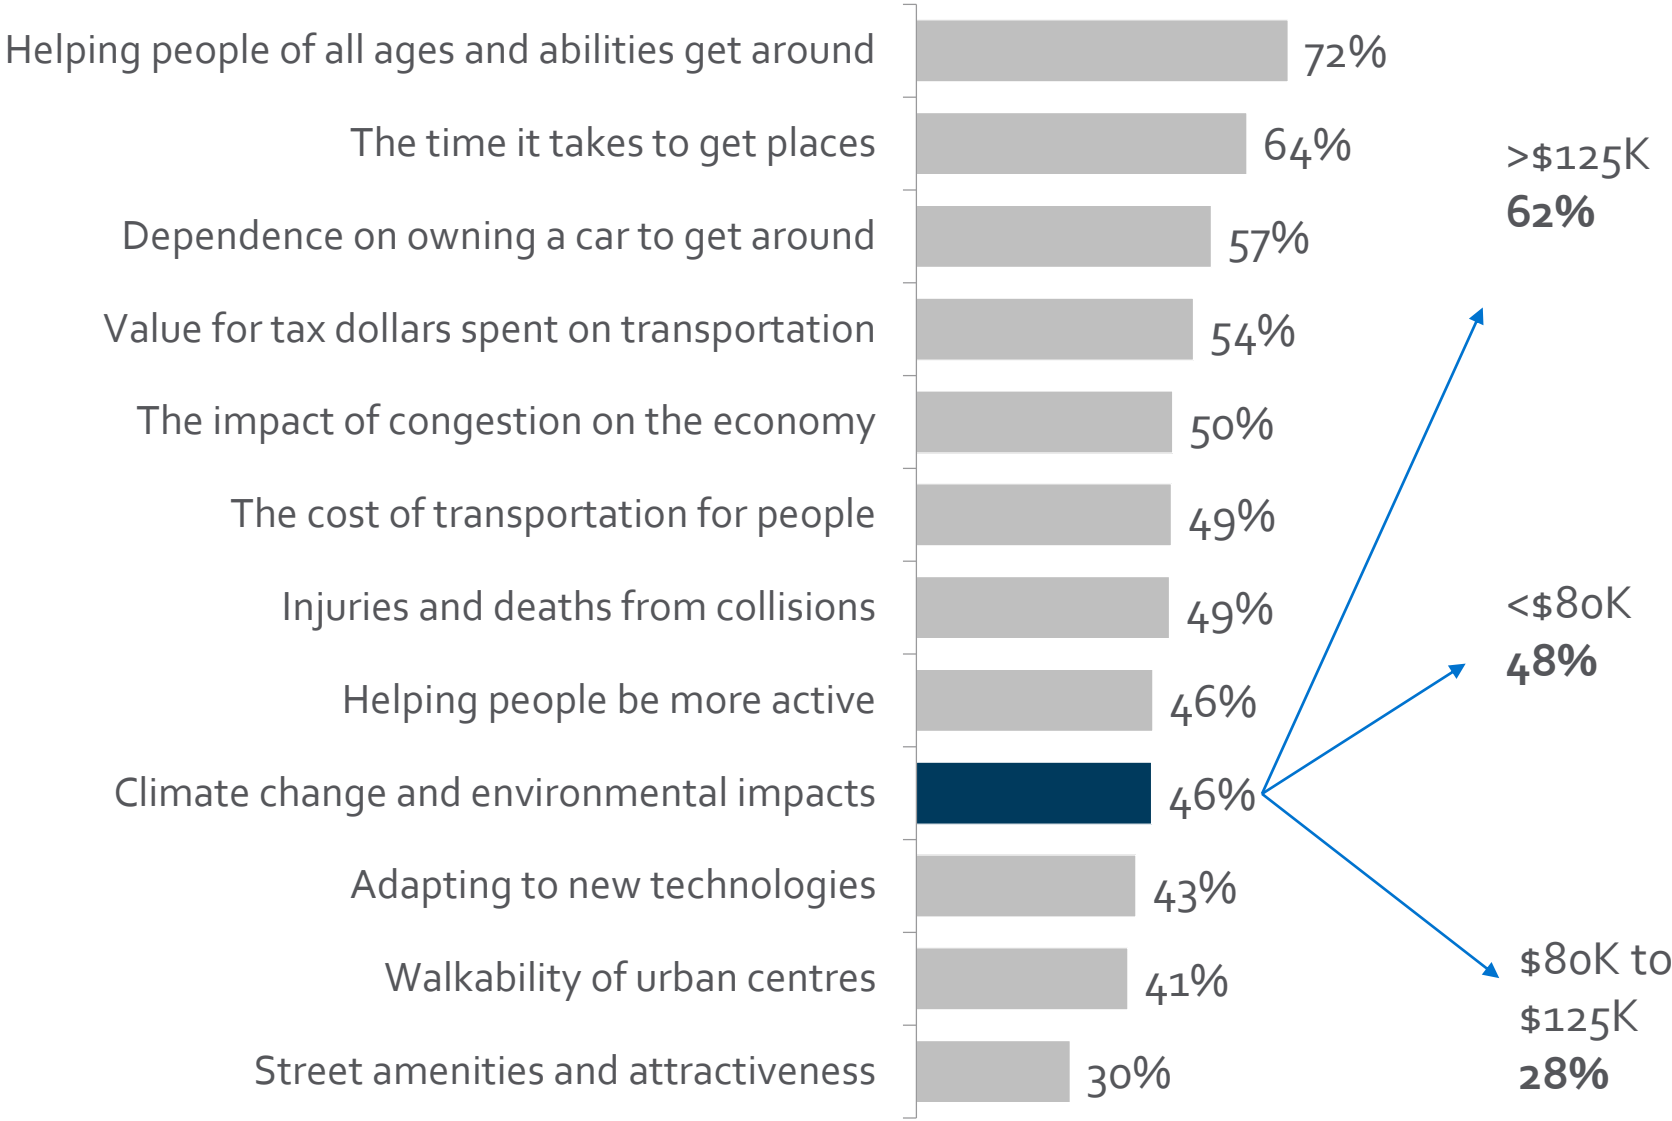 Helping people of all ages and abilities get around 72%
The time it takes to get places 64%
Dependence on owning a car to get around 57%
Value for tax dollars spent on transportation 54%
The impact of congestion on the economy 50%
The cost of transportation for people 49%
Injuries and deaths from collisions 49%
Helping people be more active 46%
Climate change and environmental impacts 46%
Adapting to new technologies 43%
Walkability of urban centres 41%
Street amenities and attractiveness 30%
>$125K
62%
<$80K
48%
$80K to
$125K
28%